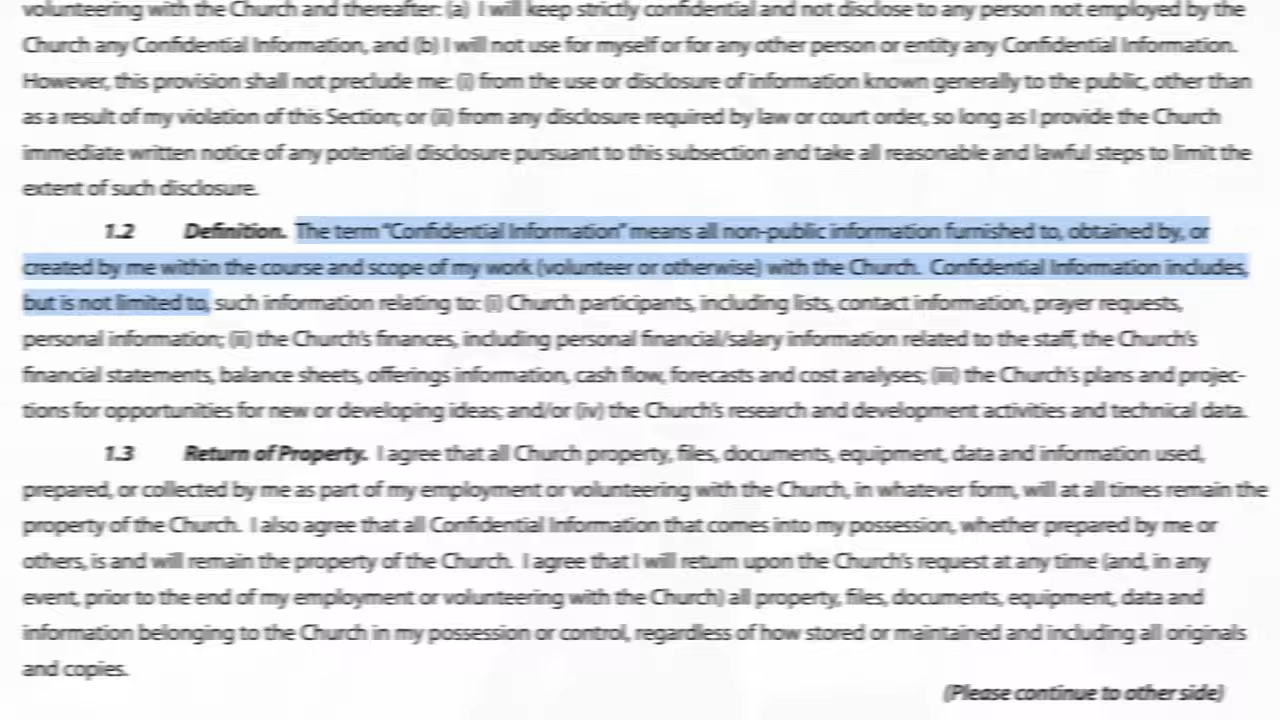 volunteering with the Church and thereafter: (a) I will keep strictly confidential and not disclose to any person not employed by the
Church any Confidential Information, and (b) I will not use for myself or for any other person or entity any Confidential Information.
However, this provision shall not preclude me: (i) from the use or disclosure of information known generally to the public, other than
as a result of my violation of this Section; or (ii) from any disclosure required by law or court order, so long as I provide the Church
immediate written notice of any potential disclosure pursuant to this subsection and take all reasonable and lawful steps to limit the
extent of such disclosure.
1.2 Definition. The term “Confidential Information” means all non-public information furnished to, obtained by, or
created by me within the course and scope of my work (volunteer or otherwise) with the Church. Confidential Information includes,
but is not limited to, such information relating to: (i) Church participants, including lists, contact information, prayer requests,
personal information; (ii) the Church's finances, including personal financial/salary information related to the staff, the Church's
financial statements, balance sheets, offerings information, cash flow, forecasts and cost analyses; (iii) the Church's plans and projec-
tions for opportunities for new or developing ideas; and/or (iv) the Church's research and development activities and technical data.
1.3 Return of Property. I agree that all Church property, files, documents, equipment, data and information used,
prepared, or collected by me as part of my employment or volunteering with the Church, in whatever form, will at all times remain the
property of the Church. I also agree that all Confidential Information that comes into my possession, whether prepared by me or
others, is and will remain the property of the Church. I agree that I will return upon the Church's request at any time (and, in any
event, prior to the end of my employment or volunteering with the Church) all property, files, documents, equipment, data and
information belonging to the Church in my possession or control, regardless of how stored or maintained and including all originals
and copies.
(Please continue to other side)